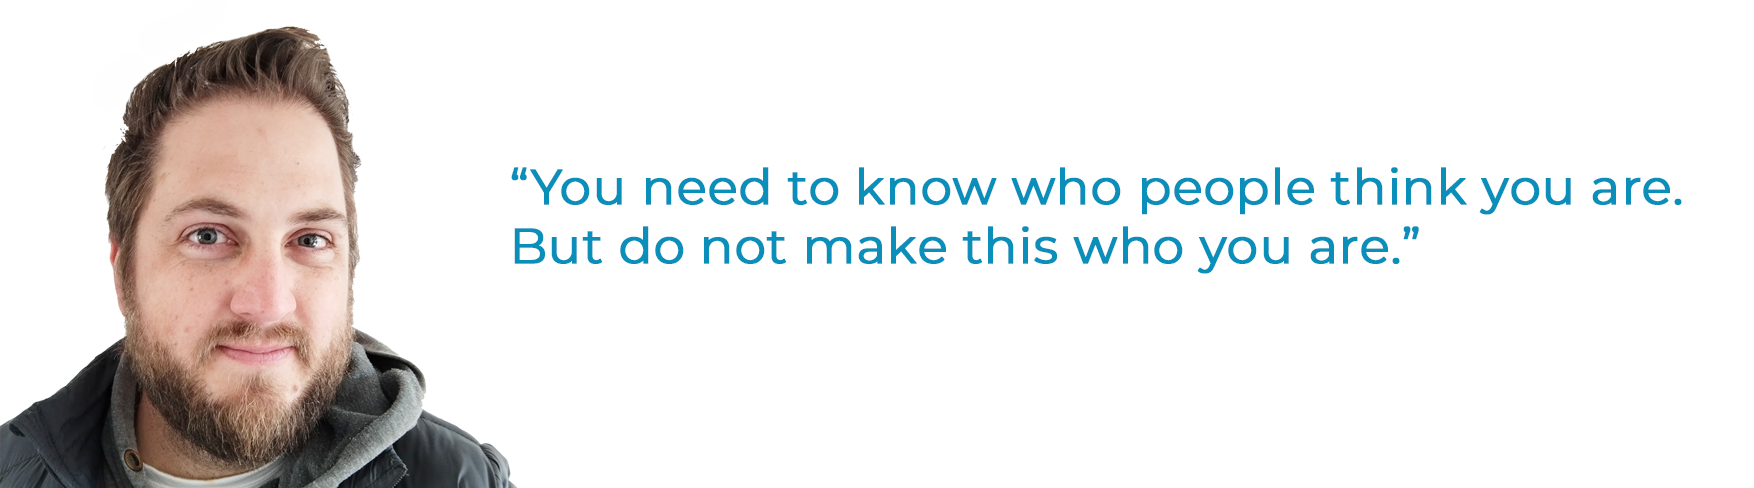 “You need to know who people think you are.
But do not make this who you are.”